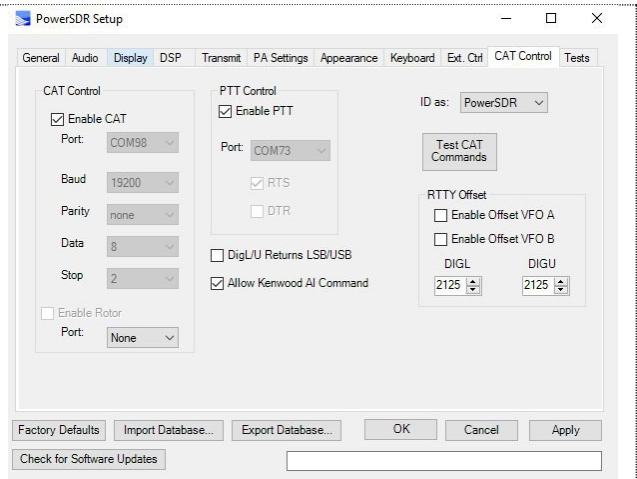 PowerSDR Setup
General Audio Display DSP Transmit PA Settings Appearance Keyboard Ext. Ctrl CAT Control Tests
CAT Control
Enable CAT
Port: COM98
Baud 19200
Parity none
Data 8
Stop 2
Enable Rotor
Port: None
PTT Control
Enable PTT
Port: COM73
RTS
DTR
DigL/U Returns LSB/USB
Allow Kenwood AI Command
ID as: PowerSDR
Test CAT
Commands
RTTY Offset
Enable Offset VFO A
Enable Offset VFO B
DIGL DIGU
2125 2125
Factory Defaults Import Database... Export Database... OK Cancel Apply
Check for Software Updates